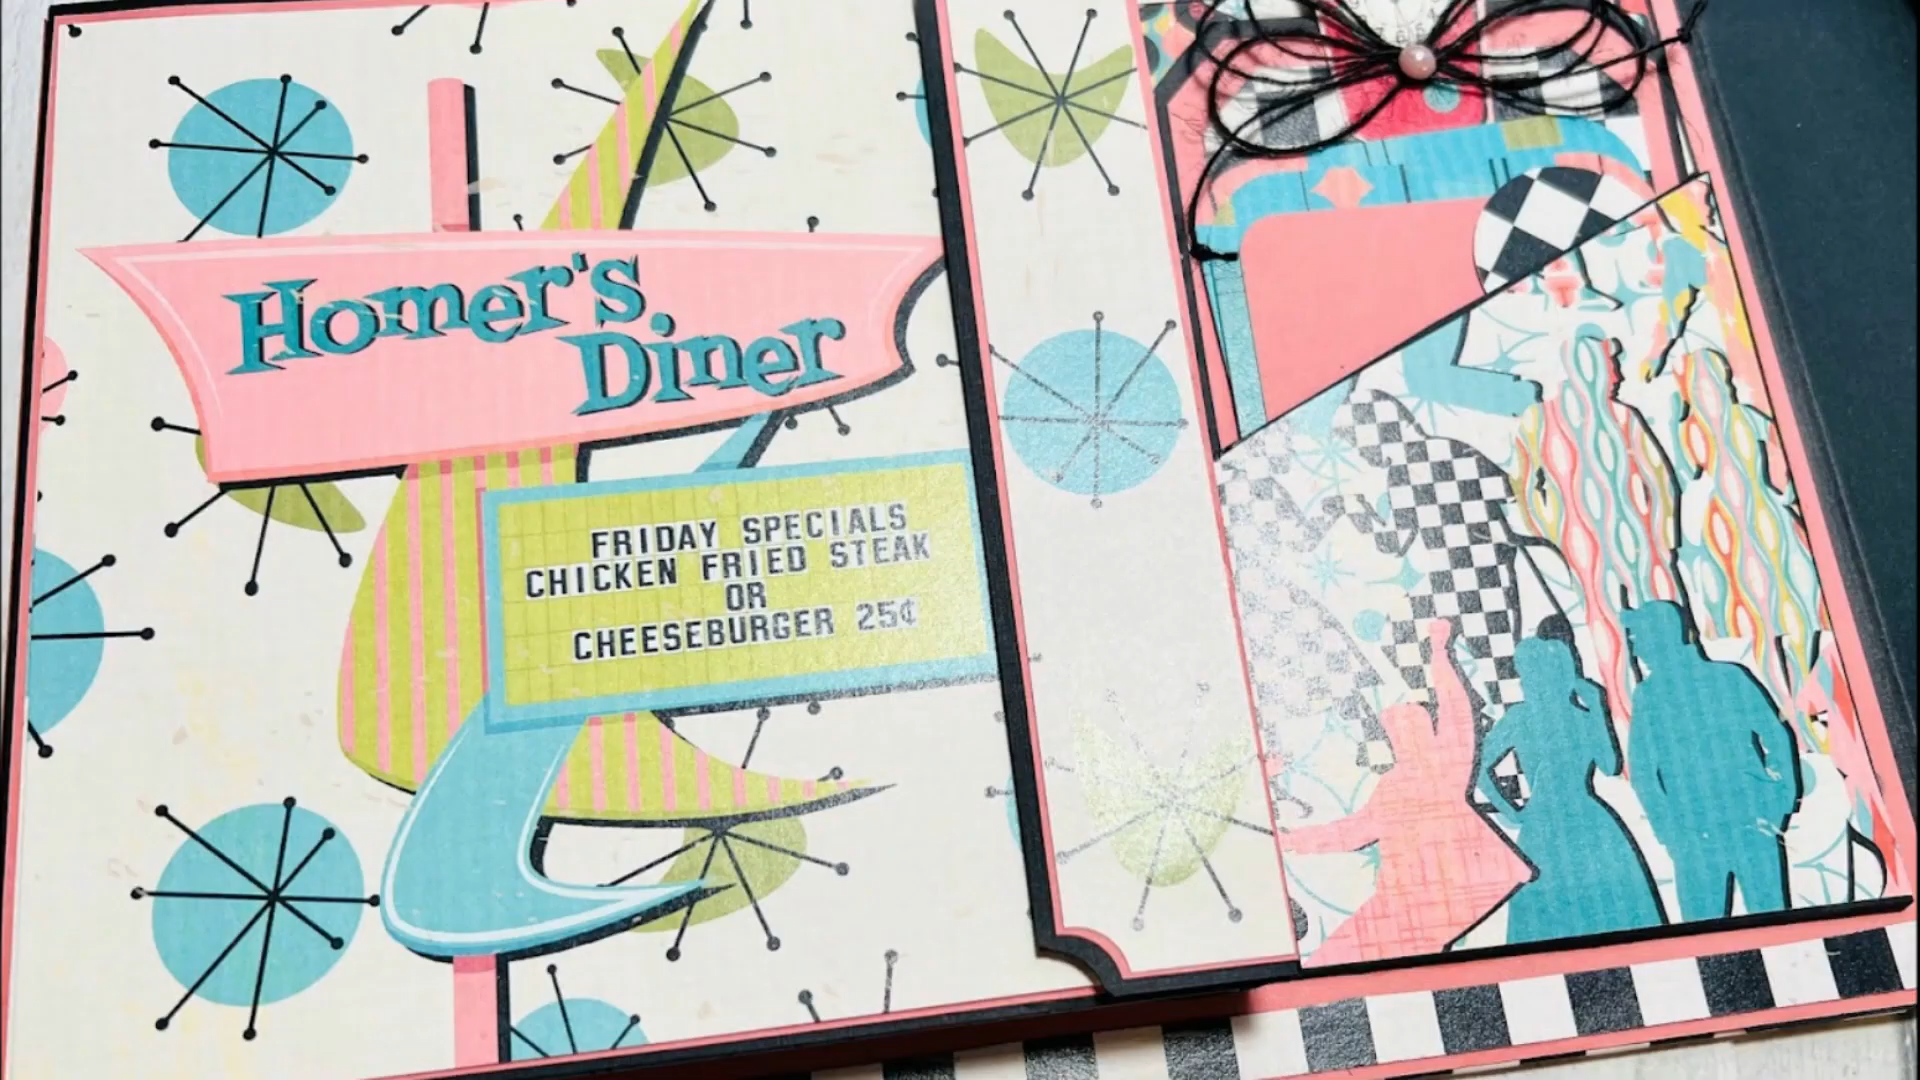 Homer's
Diner
FRIDAY SPECIALS
CHICKEN FRIED STEAK
OR
CHEESEBURGER 25¢